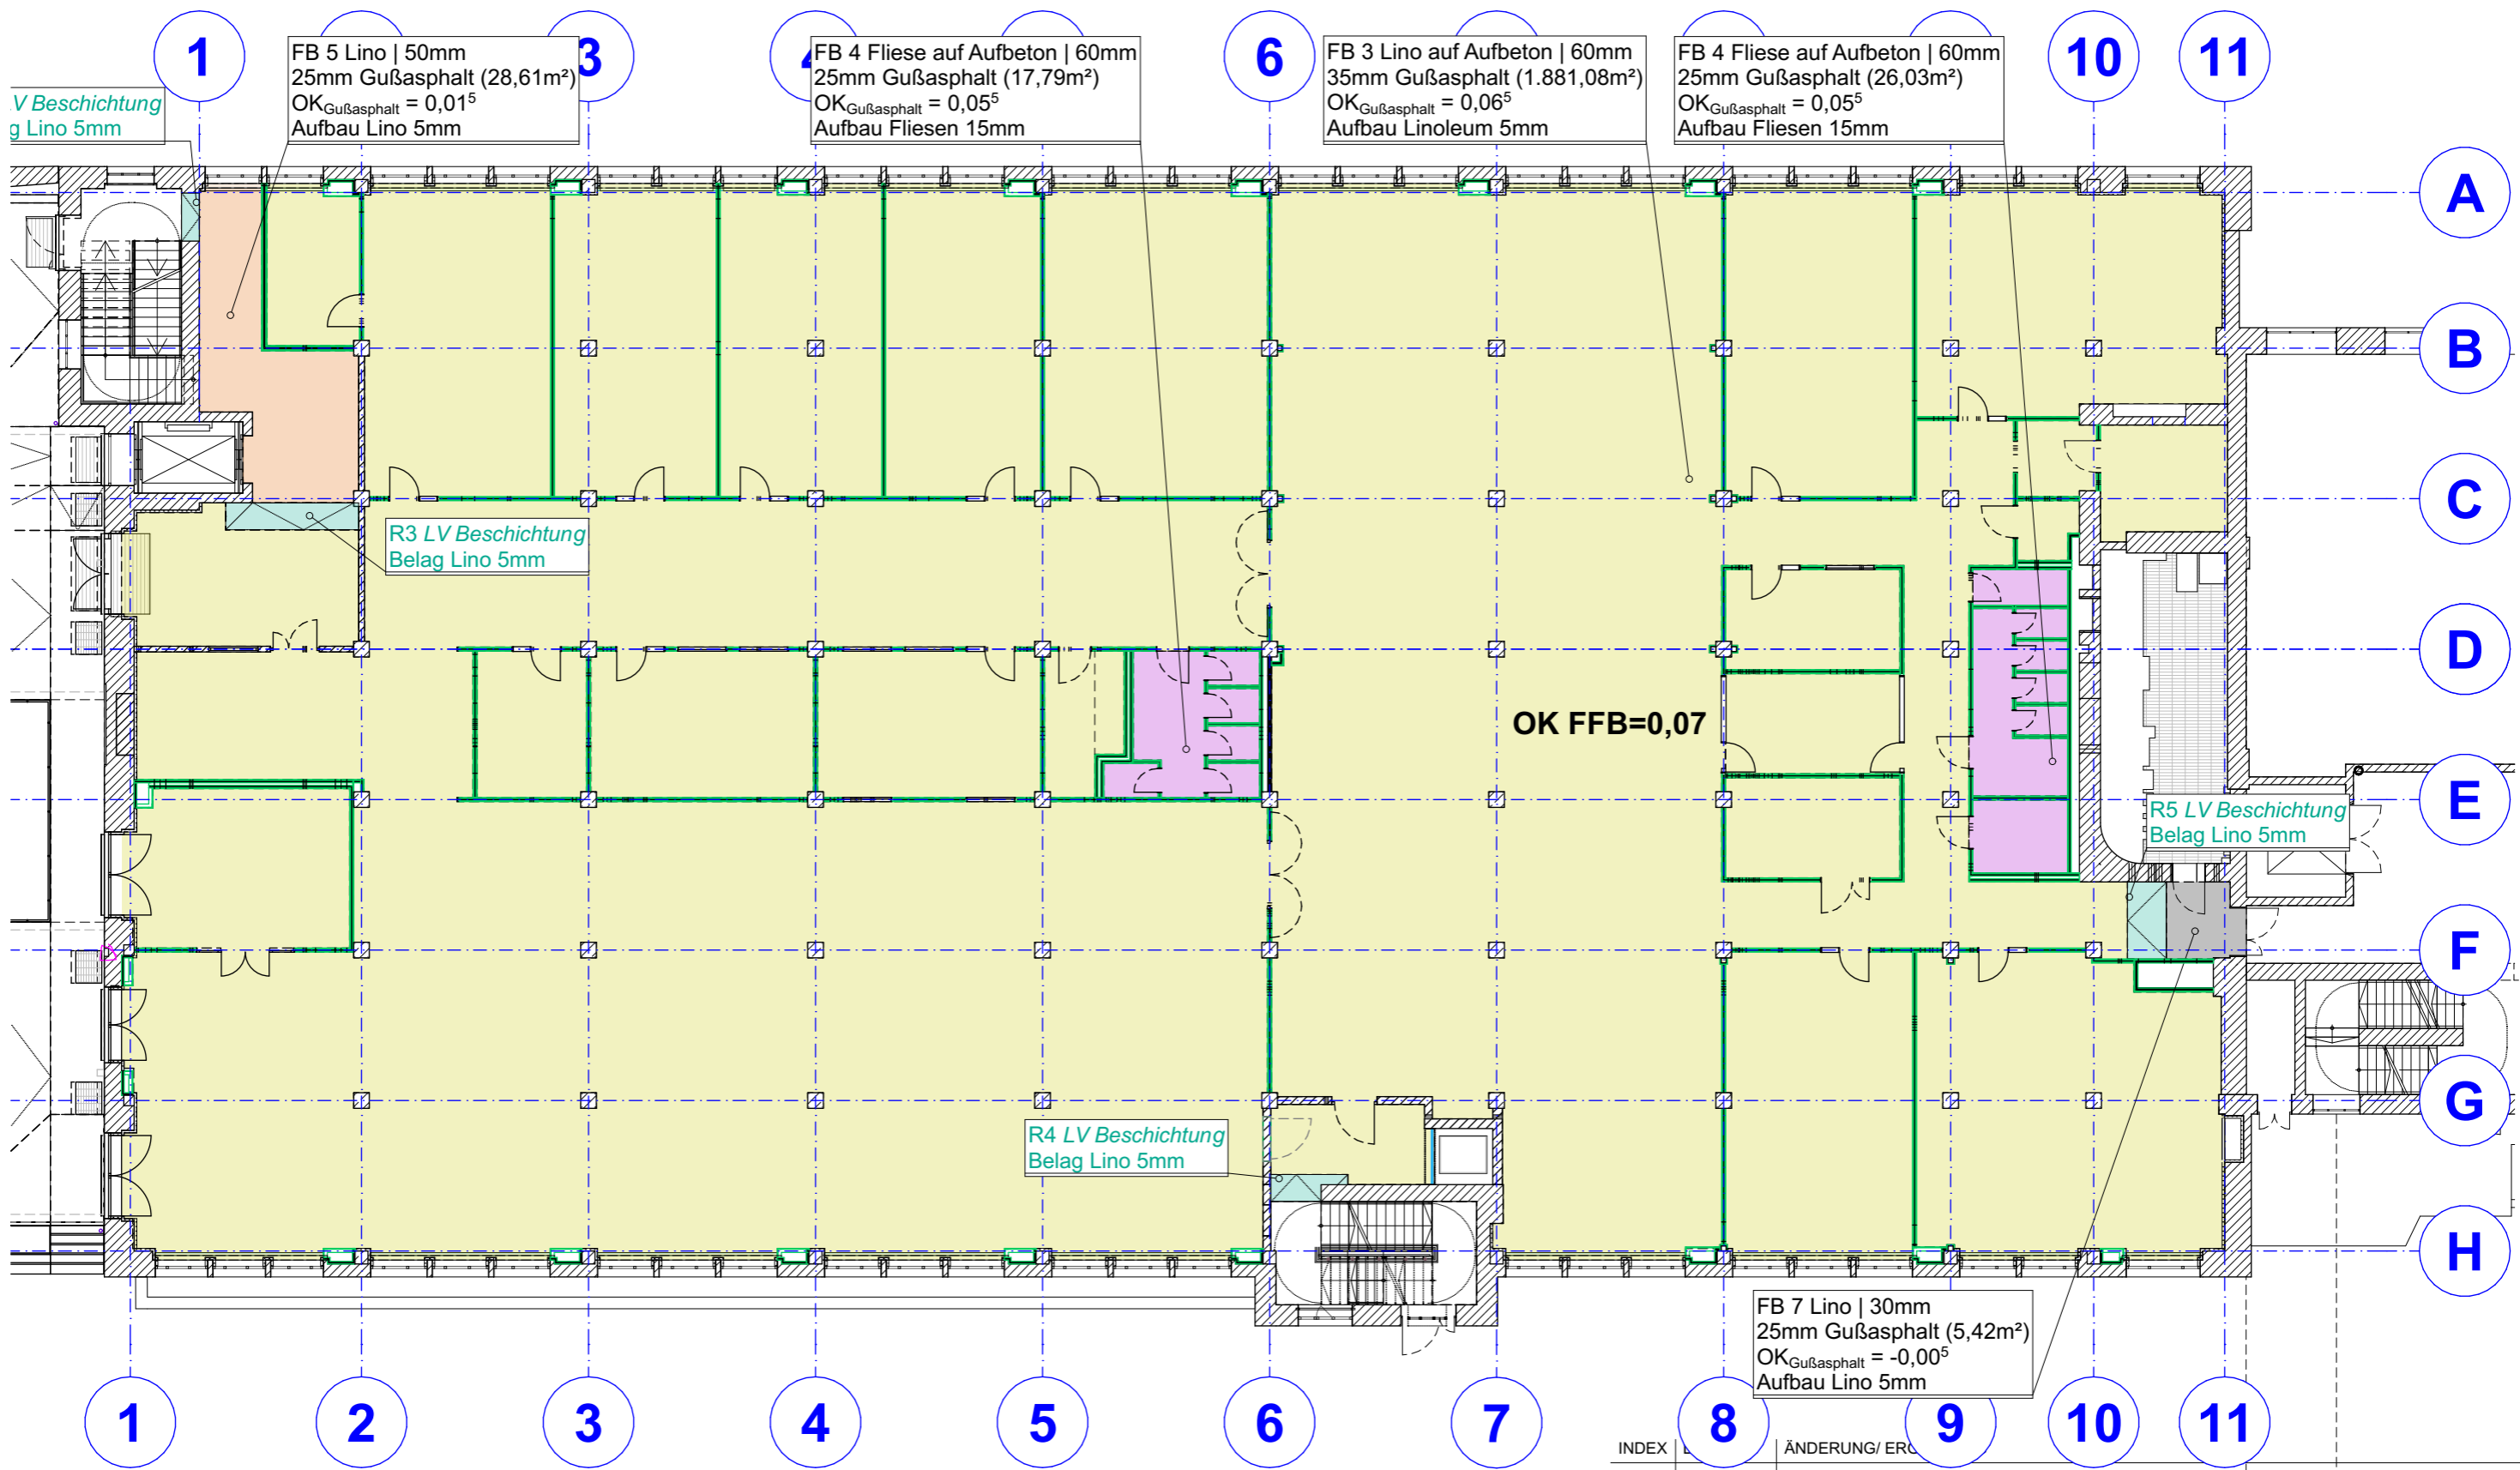 1
3
6
10
11
FB 5 Lino | 50mm
25mm Gußasphalt (28,61m²)
OKGußasphalt = 0,01⁵
Aufbau Lino 5mm
FB 4 Fliese auf Aufbeton | 60mm
25mm Gußasphalt (17,79m²)
OKGußasphalt = 0,05⁵
Aufbau Fliesen 15mm
FB 3 Lino auf Aufbeton | 60mm
35mm Gußasphalt (1.881,08m²)
OKGußasphalt = 0,06⁵
Aufbau Linoleum 5mm
FB 4 Fliese auf Aufbeton | 60mm
25mm Gußasphalt (26,03m²)
OKGußasphalt = 0,05⁵
Aufbau Fliesen 15mm
LV Beschichtung
Lino 5mm
A
B
C
R3 LV Beschichtung
Belag Lino 5mm
D
OK FFB=0,07
E
R5 LV Beschichtung
Belag Lino 5mm
F
G
R4 LV Beschichtung
Belag Lino 5mm
H
FB 7 Lino | 30mm
25mm Gußasphalt (5,42m²)
OKGußasphalt = -0,00⁵
Aufbau Lino 5mm
1
2
3
4
5
6
7
8
9
10
11
INDEX
ÄNDERUNG/